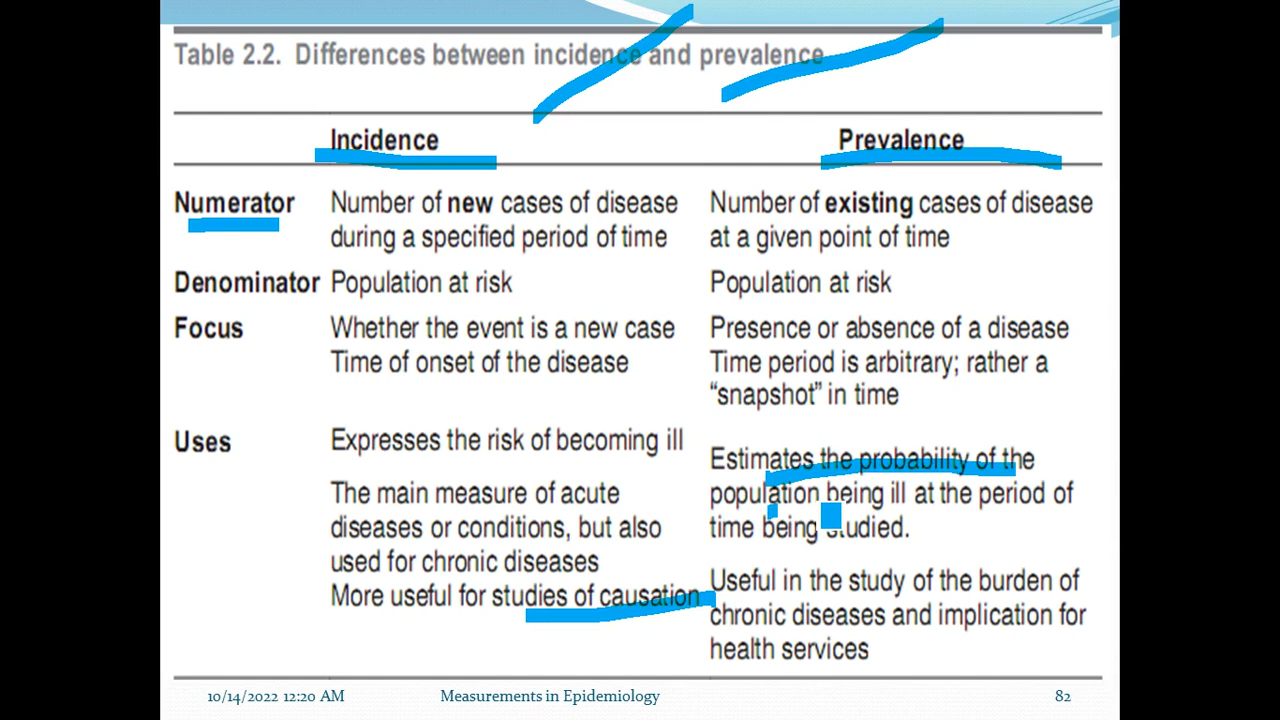 Table 2.2. Differences between incidence and prevalence
Incidence Prevalence
Numerator Number of new cases of disease during a specified period of time Number of existing cases of disease at a given point of time
Denominator Population at risk Population at risk
Focus Whether the event is a new case Presence or absence of a disease
Time of onset of the disease Time period is arbitrary; rather a
"snapshot" in time
Uses Expresses the risk of becoming ill
Estimates the probability of the
The main measure of acute population being ill at the period of
diseases or conditions, but also time being studied.
used for chronic diseases
More useful for studies of causation Useful in the study of the burden of
chronic diseases and implication for
health services
10/14/2022 12:20 AM Measurements in Epidemiology 82